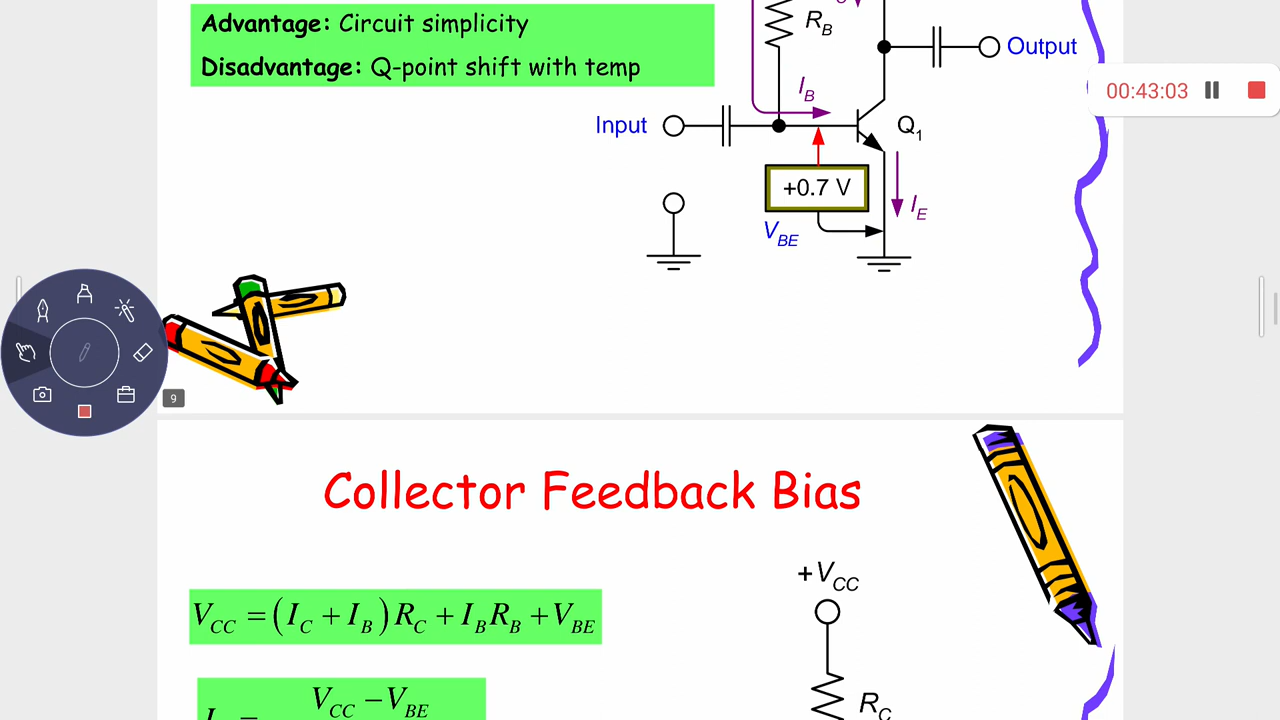 Advantage: Circuit simplicity
Disadvantage: Q-point shift with temp
R_B
Output
00:43:03
I_B
Input
Q_1
+0.7 V
I_E
V_BE
9
Collector Feedback Bias
+V_CC
V_CC = (I_C + I_B) R_C + I_B R_B + V_BE
V_CC − V_BE
R_C